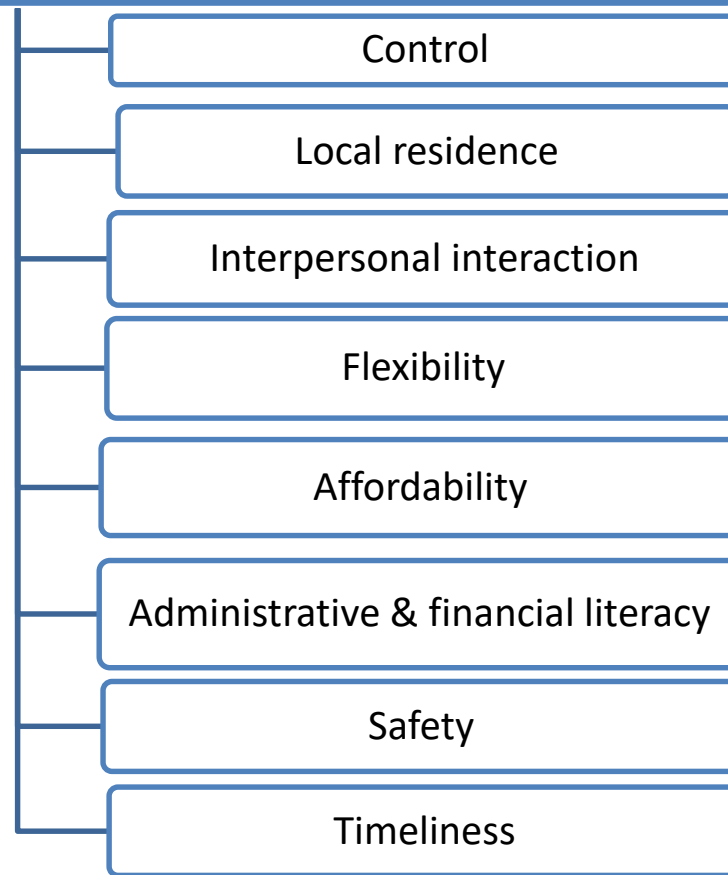 Control
Local residence
Interpersonal interaction
Flexibility
Affordability
Administrative & financial literacy
Safety
Timeliness